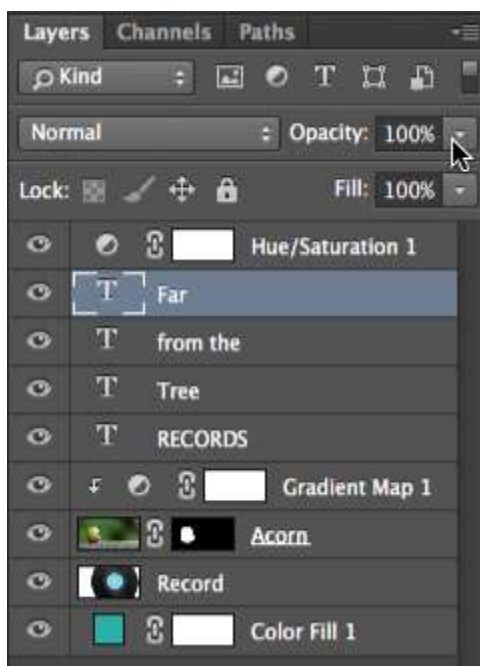 Layers Channels Paths
Kind T
Normal Opacity: 100%
Lock: Fill: 100%
Hue/Saturation 1
T Far
T from the
T Tree
T RECORDS
Gradient Map 1
Acorn
Record
Color Fill 1